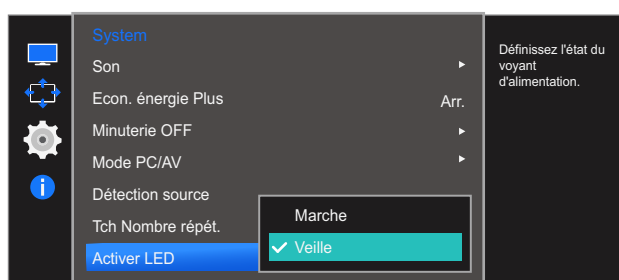 System
Son
Econ. énergie Plus Arr.
Minuterie OFF
Mode PC/AV
Détection source
Tch Nombre répét.
Activer LED
Marche
Veille
Définissez l'état du
voyant
d'alimentation.